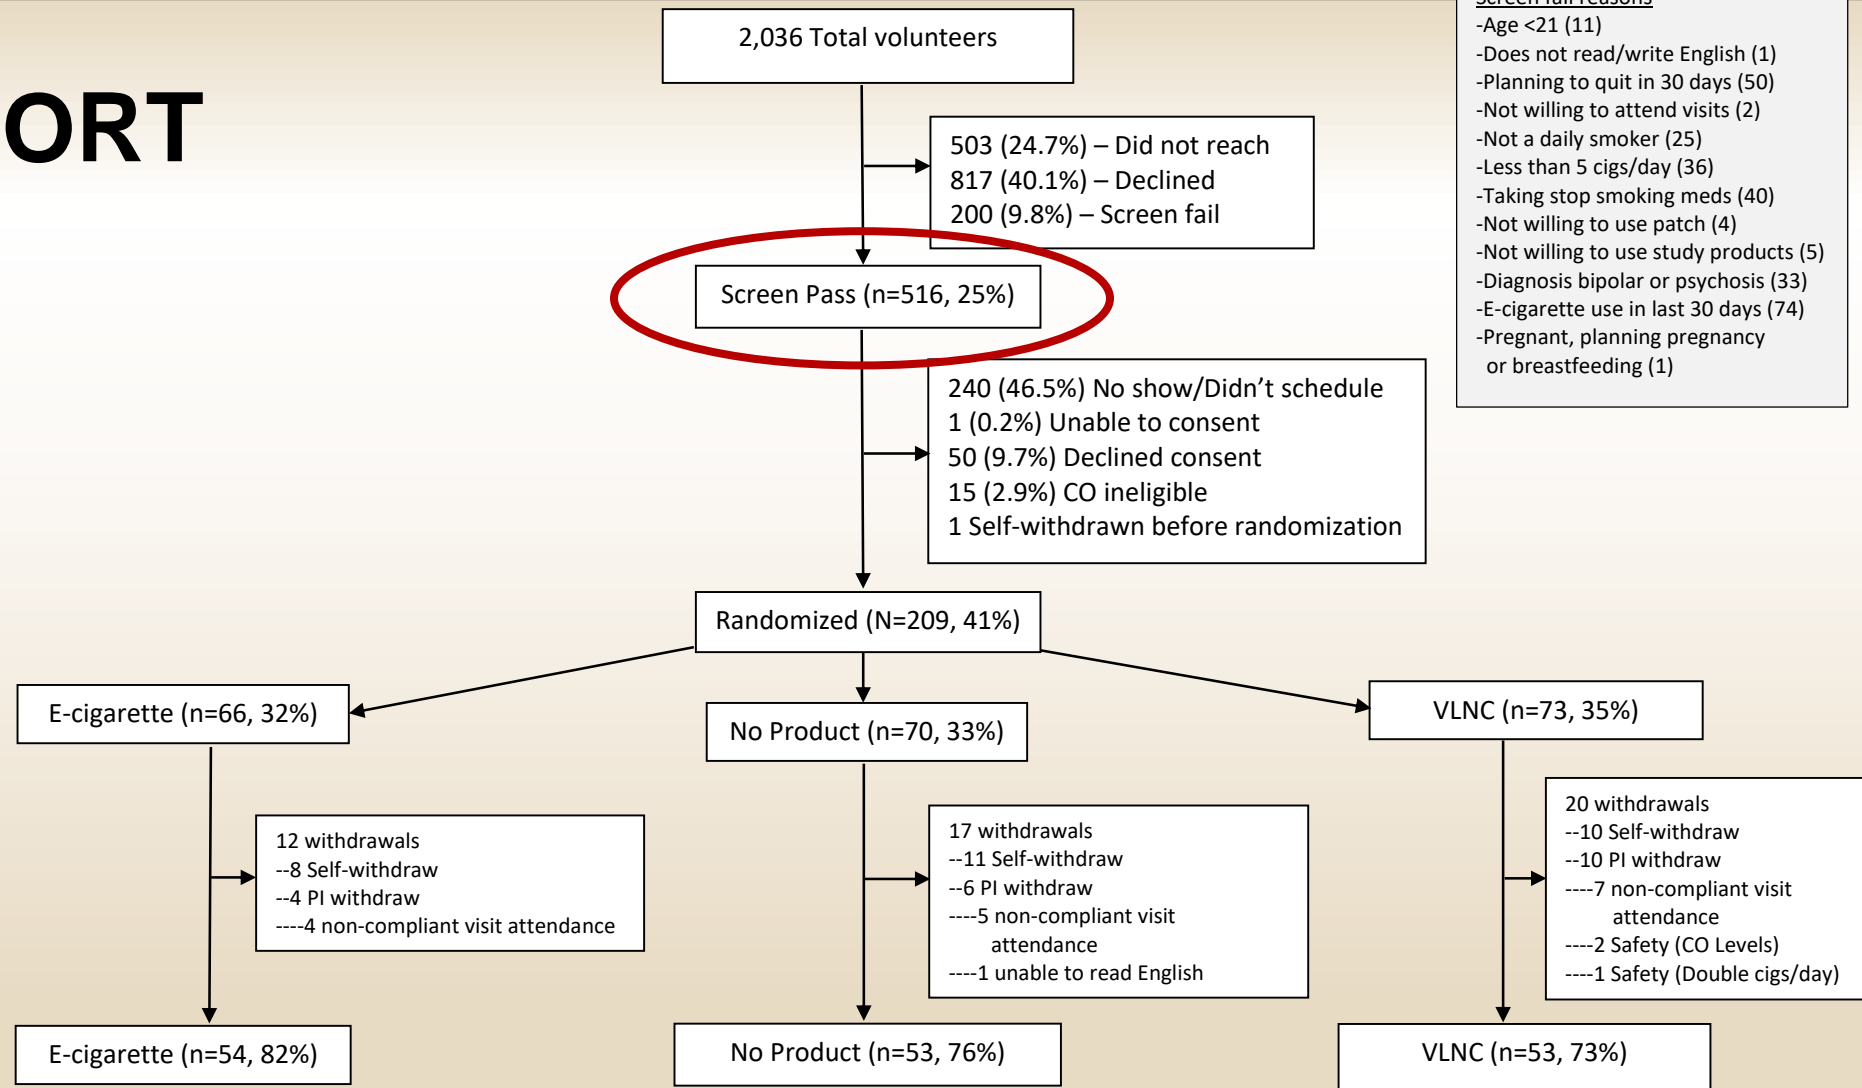 ORT
2,036 Total volunteers
503 (24.7%) – Did not reach
817 (40.1%) – Declined
200 (9.8%) – Screen fail
Screen fail reasons
-Age <21 (11)
-Does not read/write English (1)
-Planning to quit in 30 days (50)
-Not willing to attend visits (2)
-Not a daily smoker (25)
-Less than 5 cigs/day (36)
-Taking stop smoking meds (40)
-Not willing to use patch (4)
-Not willing to use study products (5)
-Diagnosis bipolar or psychosis (33)
-E-cigarette use in last 30 days (74)
-Pregnant, planning pregnancy
or breastfeeding (1)
Screen Pass (n=516, 25%)
240 (46.5%) No show/Didn’t schedule
1 (0.2%) Unable to consent
50 (9.7%) Declined consent
15 (2.9%) CO ineligible
1 Self-withdrawn before randomization
Randomized (N=209, 41%)
E-cigarette (n=66, 32%)
No Product (n=70, 33%)
VLNC (n=73, 35%)
12 withdrawals
--8 Self-withdraw
--4 PI withdraw
----4 non-compliant visit attendance
17 withdrawals
--11 Self-withdraw
--6 PI withdraw
----5 non-compliant visit
attendance
----1 unable to read English
20 withdrawals
--10 Self-withdraw
--10 PI withdraw
----7 non-compliant visit
attendance
----2 Safety (CO Levels)
----1 Safety (Double cigs/day)
E-cigarette (n=54, 82%)
No Product (n=53, 76%)
VLNC (n=53, 73%)